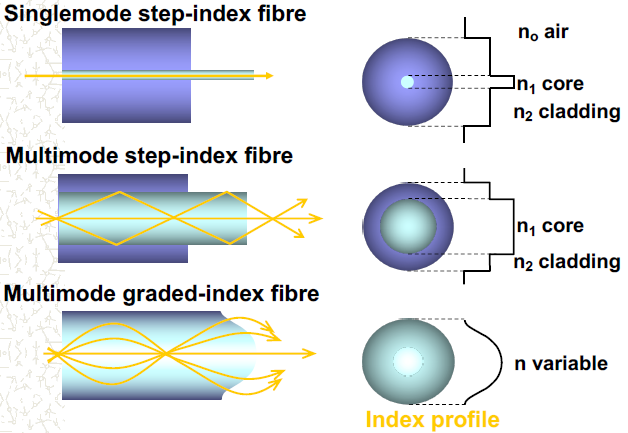 Singlemode step-index fibre
n₀ air
n₁ core
n₂ cladding
Multimode step-index fibre
n₁ core
n₂ cladding
Multimode graded-index fibre
n variable
Index profile